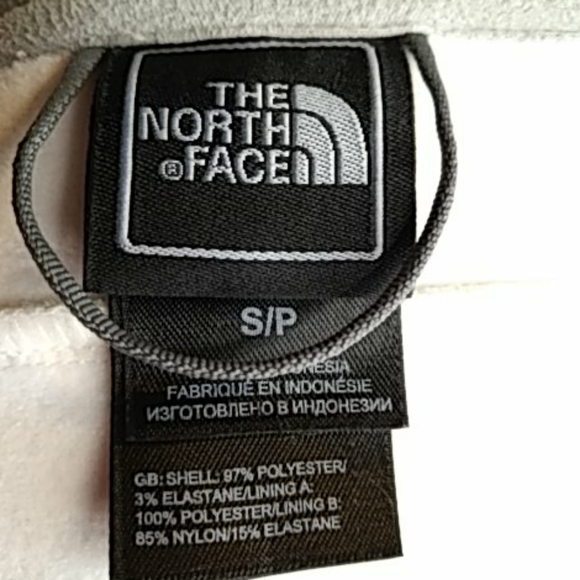 THE
NORTH
®FACE
S/P
FABRIQUÉ EN INDONÉSIE
ИЗГОТОВЛЕНО В ИНДОНЕЗИИ
GB: SHELL: 97% POLYESTER/
3% ELASTANE/LINING A:
100% POLYESTER/LINING B:
85% NYLON/15% ELASTANE